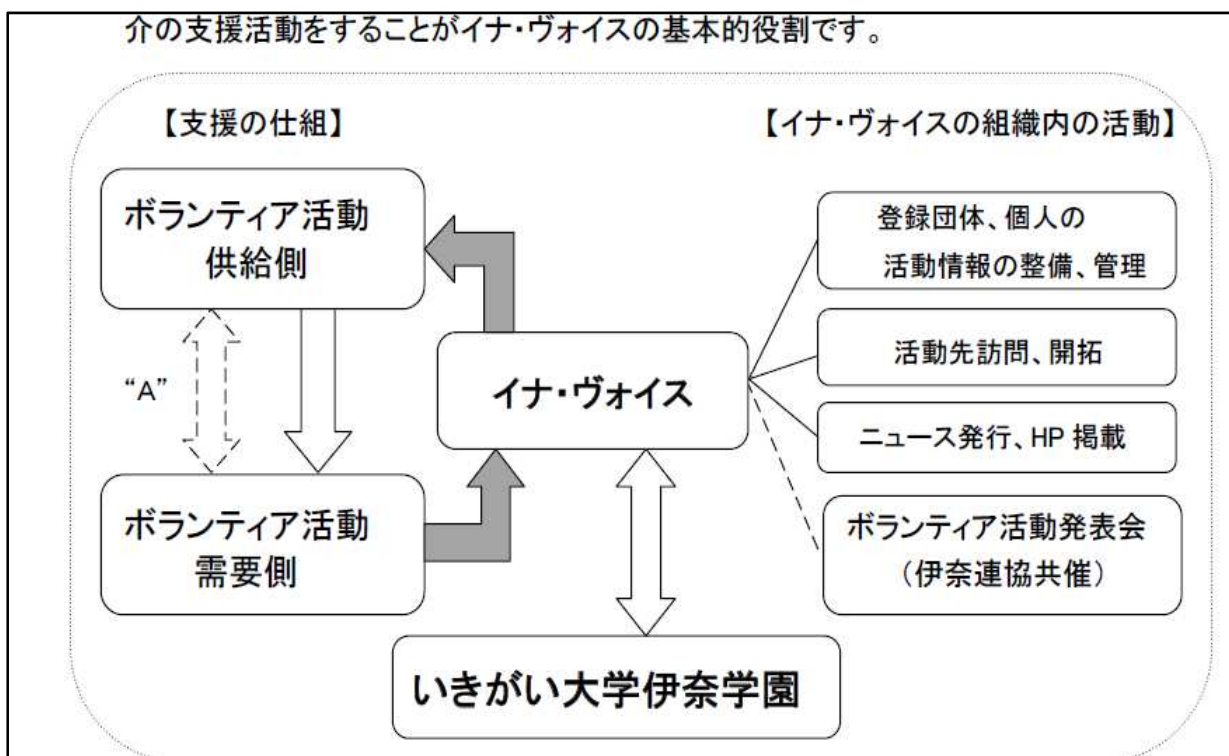 介の支援活動をすることがイナ・ヴォイスの基本的役割です。
【支援の仕組】
【イナ・ヴォイスの組織内の活動】
ボランティア活動
供給側
登録団体、個人の
活動情報の整備、管理
活動先訪問、開拓
イナ・ヴォイス
“A”
ニュース発行、HP 掲載
ボランティア活動
需要側
ボランティア活動発表会
（伊奈連協共催）
いきがい大学伊奈学園